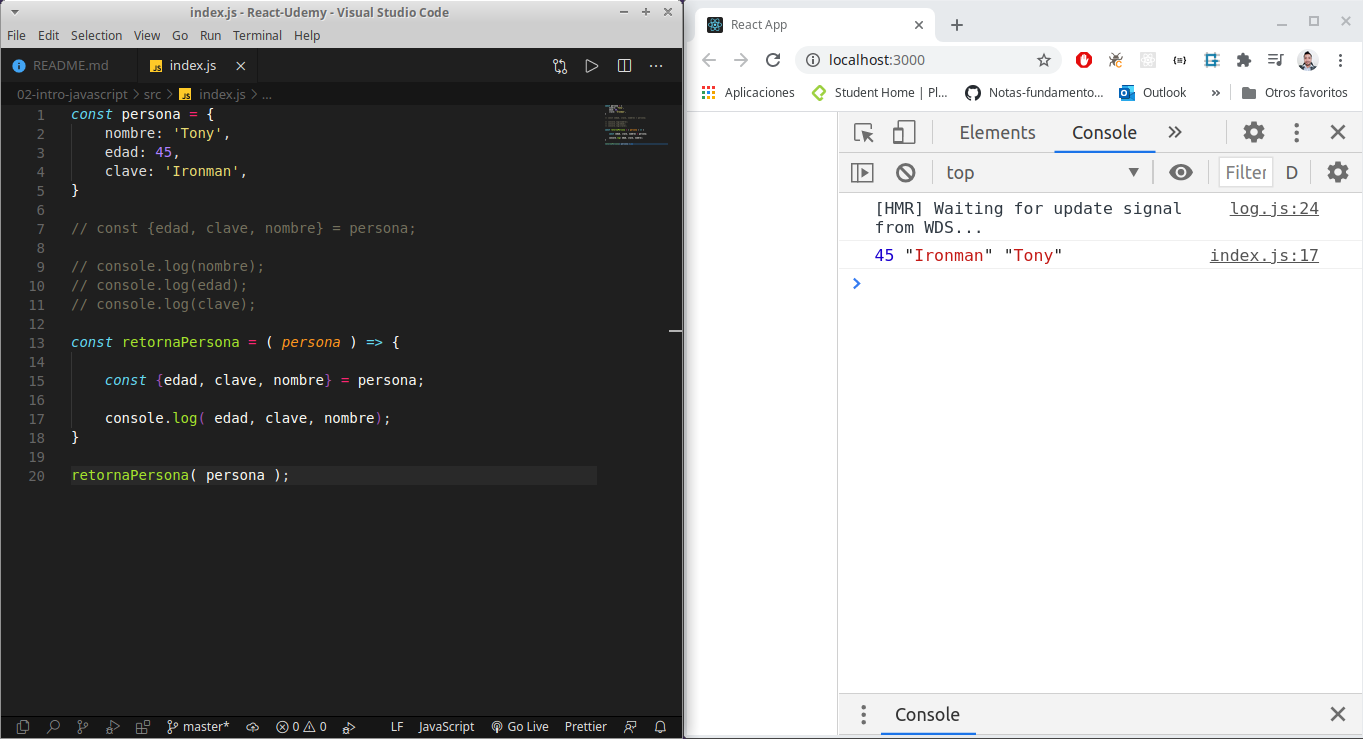 index.js - React-Udemy - Visual Studio Code
File Edit Selection View Go Run Terminal Help
README.md
JS index.js
02-intro-javascript > src > JS index.js > ...
1 const persona = {
2 nombre: 'Tony',
3 edad: 45,
4 clave: 'Ironman',
5 }
6
7 // const {edad, clave, nombre} = persona;
8
9 // console.log(nombre);
10 // console.log(edad);
11 // console.log(clave);
12
13 const retornaPersona = ( persona ) => {
14
15 const {edad, clave, nombre} = persona;
16
17 console.log( edad, clave, nombre);
18 }
19
20 retornaPersona( persona );
master* 0 0 LF JavaScript Go Live Prettier
React App
localhost:3000
Aplicaciones Student Home | Pl... Notas-fundamento... Outlook » Otros favoritos
Elements Console »
top Filter D
[HMR] Waiting for update signal log.js:24
from WDS...
45 "Ironman" "Tony" index.js:17
Console